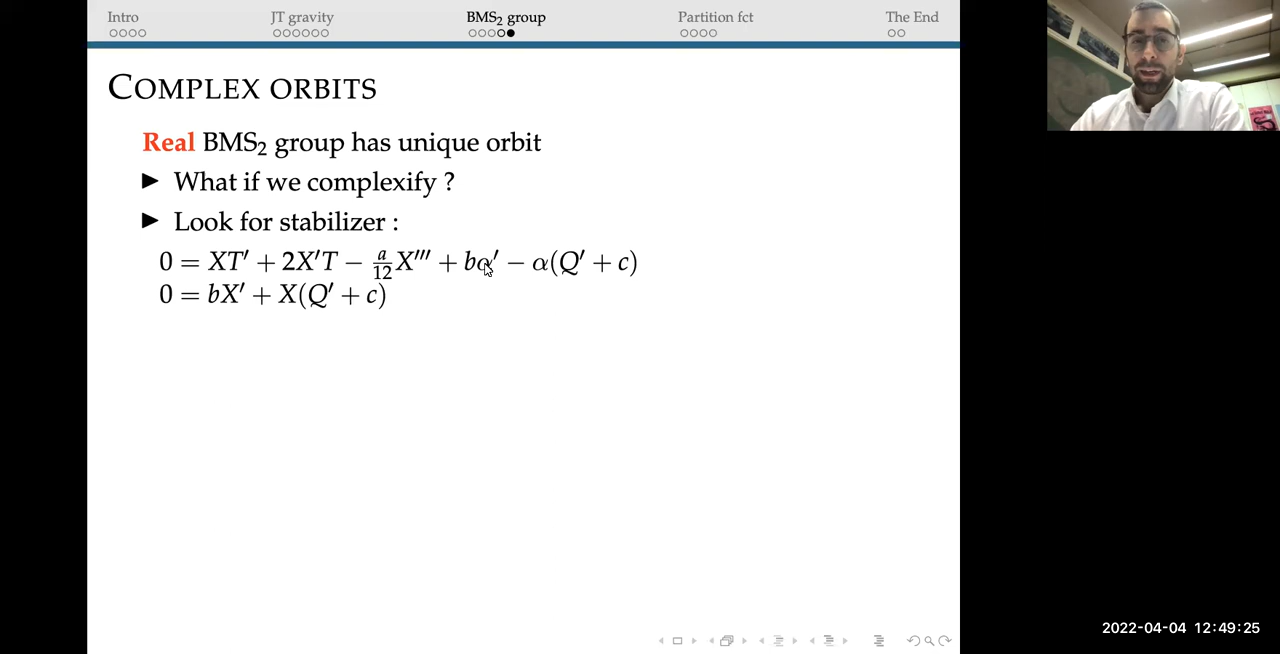 Intro JT gravity BMS₂ group Partition fct The End
COMPLEX ORBITS
Real BMS₂ group has unique orbit
▶ What if we complexify ?
▶ Look for stabilizer :
0 = XT′ + 2X′T − a/12 X′′′ + bα′ − α(Q′ + c)
0 = bX′ + X(Q′ + c)
2022-04-04 12:49:25